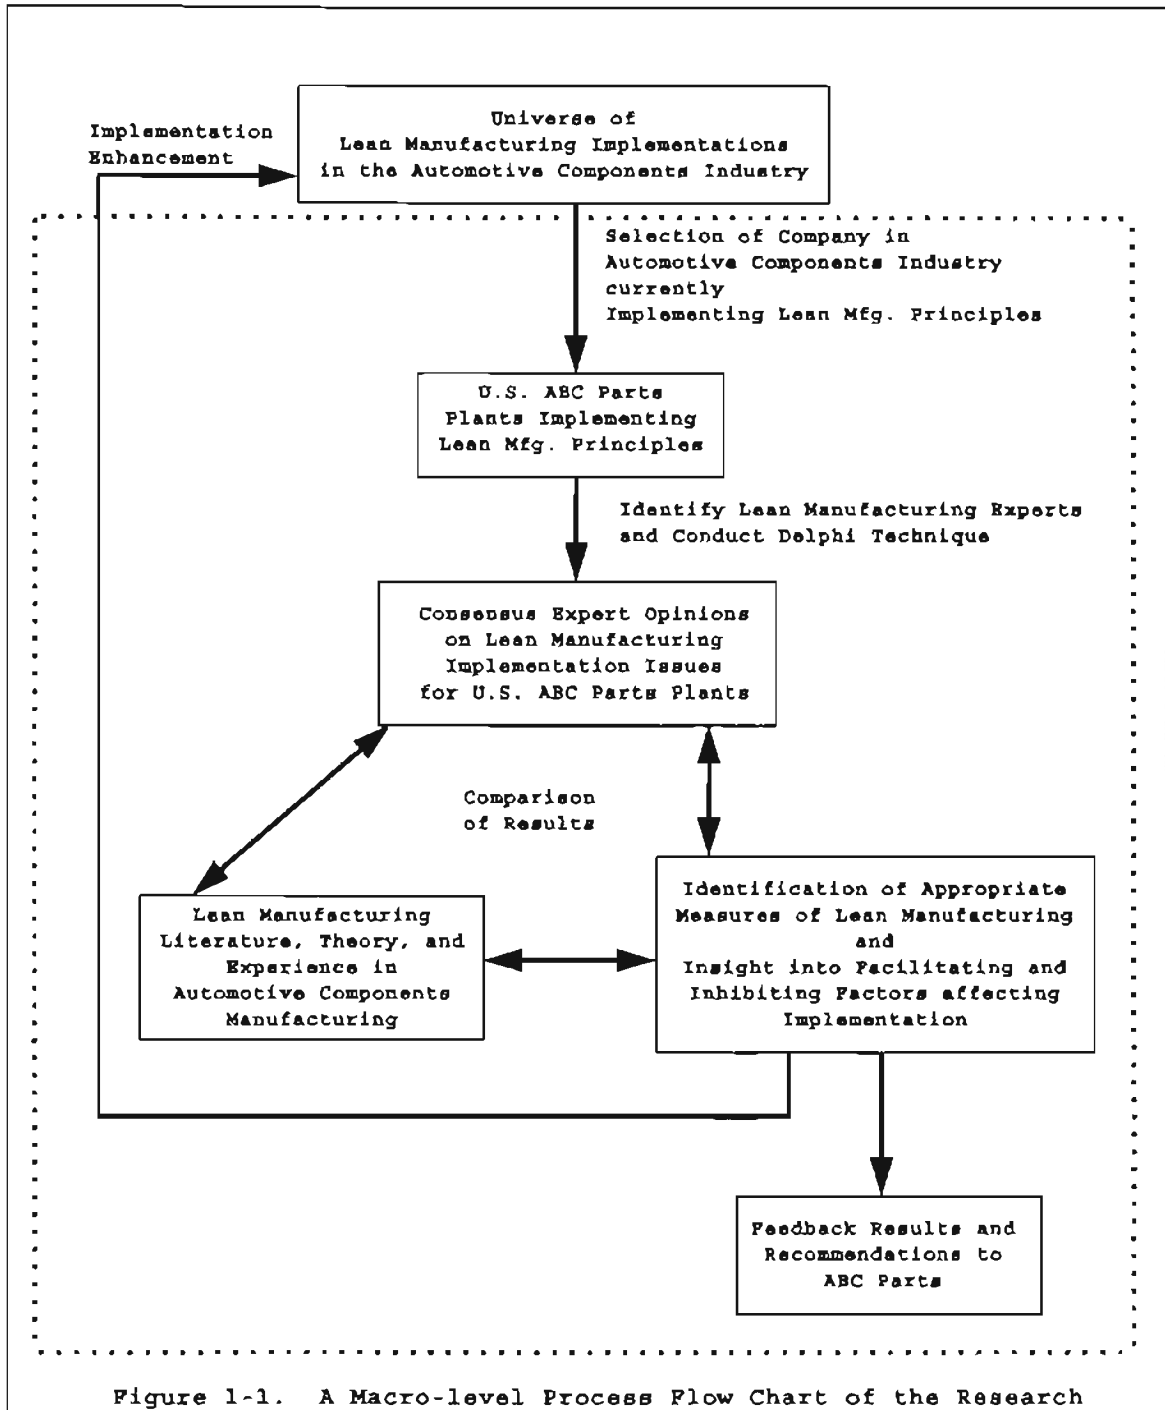 Universe of
Lean Manufacturing Implementations
in the Automotive Components Industry
Implementation
Enhancement
Selection of Company in
Automotive Components Industry
currently
Implementing Lean Mfg. Principles
U.S. ABC Parts
Plants Implementing
Lean Mfg. Principles
Identify Lean Manufacturing Experts
and Conduct Delphi Technique
Consensus Expert Opinions
on Lean Manufacturing
Implementation Issues
for U.S. ABC Parts Plants
Comparison
of Results
Lean Manufacturing
Literature, Theory, and
Experience in
Automotive Components
Manufacturing
Identification of Appropriate
Measures of Lean Manufacturing
and
Insight into Facilitating and
Inhibiting Factors affecting
Implementation
Feedback Results and
Recommendations to
ABC Parts
Figure 1-1. A Macro-level Process Flow Chart of the Research